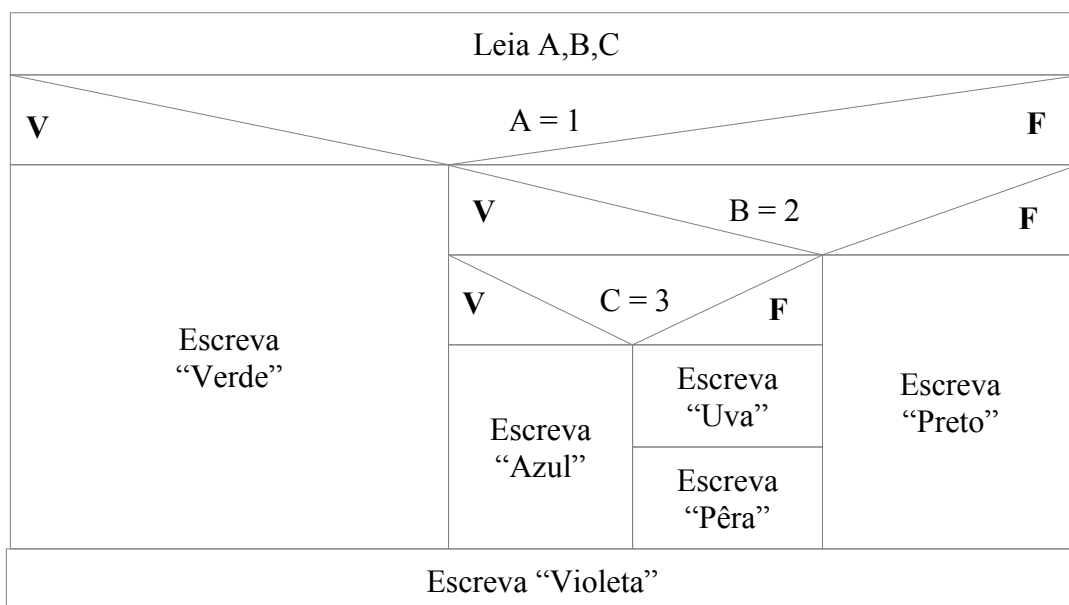 Leia A,B,C
V
A = 1
F
V
B = 2
F
V
C = 3
F
Escreva
“Verde”
Escreva
“Azul”
Escreva
“Uva”
Escreva
“Pêra”
Escreva
“Preto”
Escreva “Violeta”